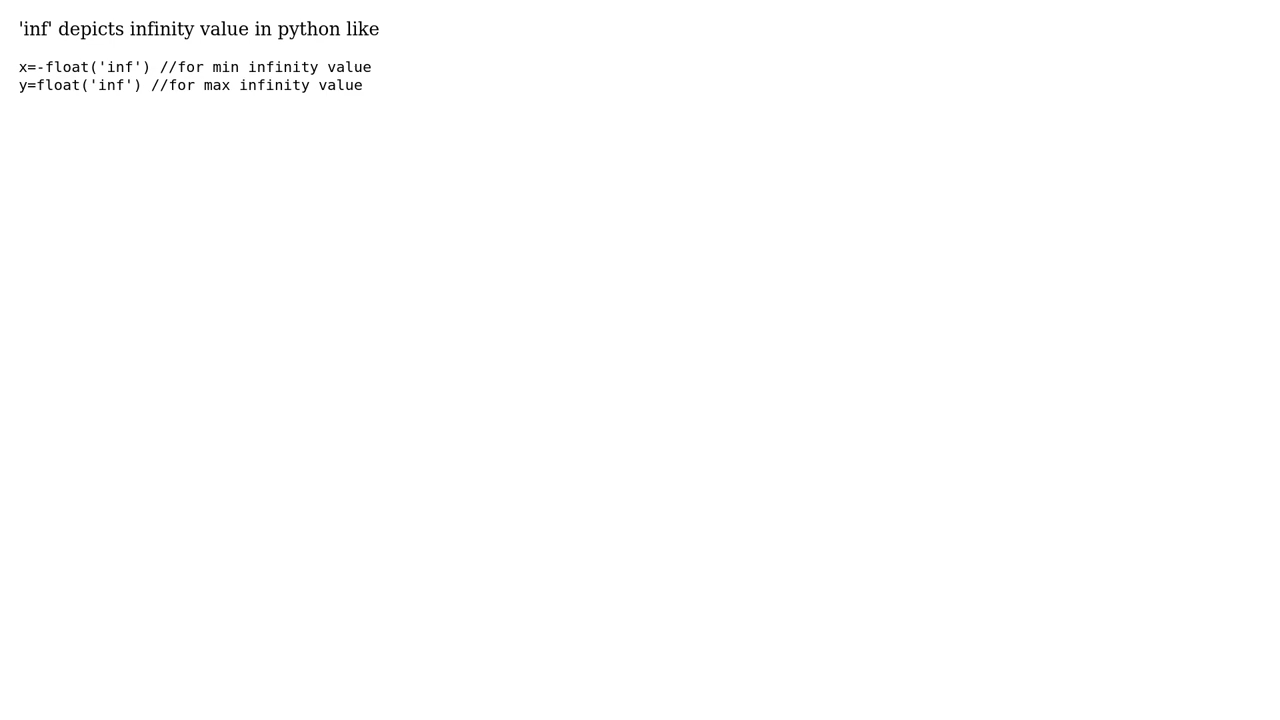 'inf' depicts infinity value in python like
x=-float('inf') //for min infinity value
y=float('inf') //for max infinity value